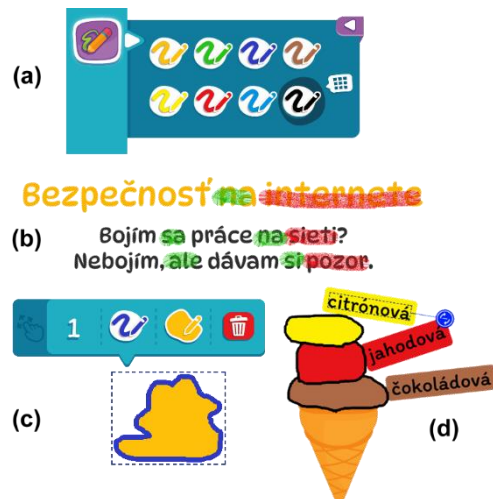 (a)
Bezpečnosť na internete
(b)
Bojím sa práce na sieti?
Nebojím, ale dávam si pozor.
1
(c)
citrónová
jahodová
čokoládová
(d)